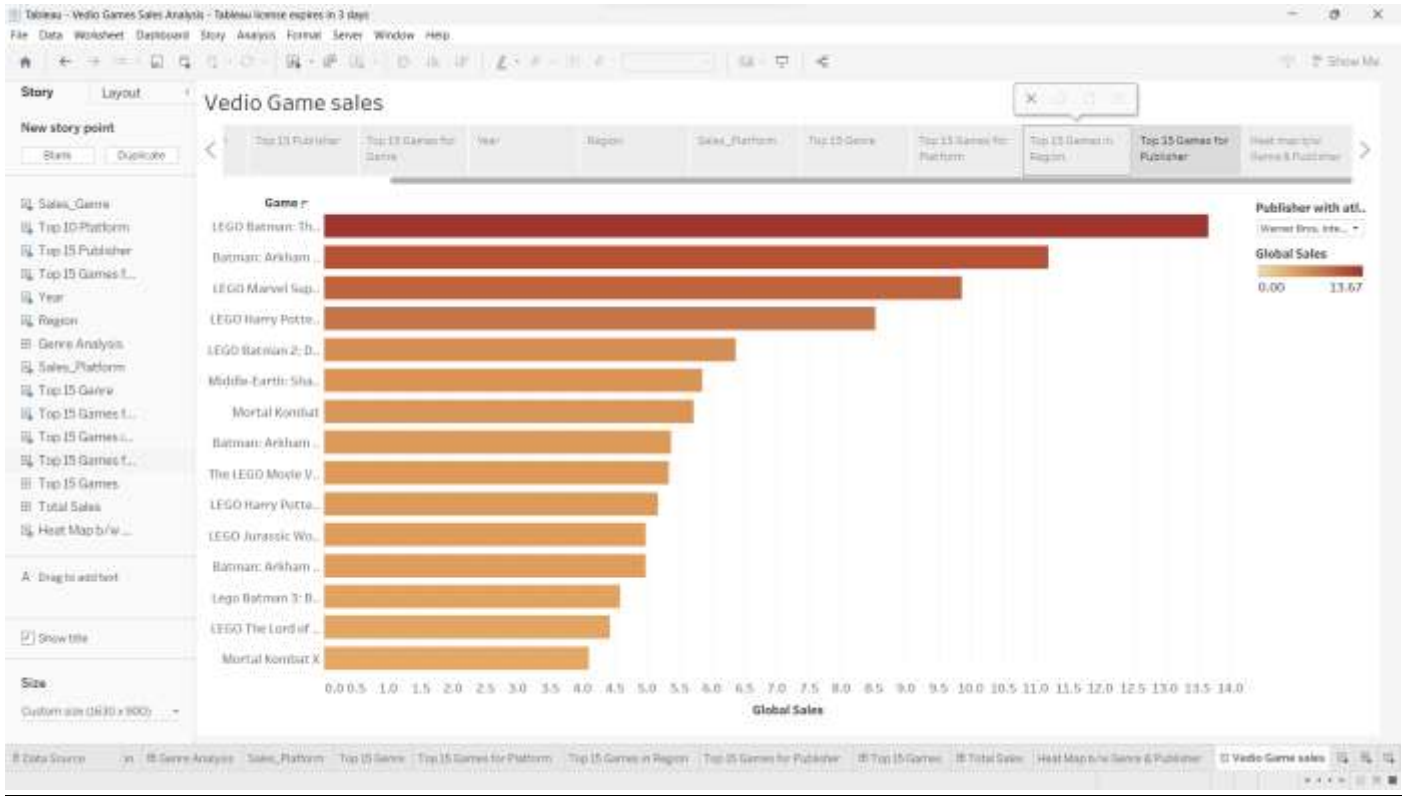 Tableau - Vedio Games Sales Analysis - Tableau license expires in 3 days
File Data Worksheet Dashboard Story Analysis Format Server Window Help
Show Me
Story Layout
New story point
Blank Duplicate
Sales_Genre
Top 10 Platform
Top 15 Publisher
Top 15 Games f...
Year
Region
Genre Analysis
Sales_Platform
Top 15 Genre
Top 15 Games f...
Top 15 Games i...
Top 15 Games f...
Top 15 Games
Total Sales
Heat Map b/w ...
A Drag to add text
Show title
Size
Custom size (1630 x 900)
Vedio Game sales
Top 15 Publisher
Top 15 Games for Genre
Year
Region
Sales_Platform
Top 15 Genre
Top 15 Games for Platform
Top 15 Games in Region
Top 15 Games for Publisher
Heat map b/w Genre & Publisher
Game
LEGO Batman: Th..
Batman: Arkham ..
LEGO Marvel Sup..
LEGO Harry Potte..
LEGO Batman 2: D..
Middle-Earth: Sha..
Mortal Kombat
Batman: Arkham ..
The LEGO Movie V..
LEGO Harry Potte..
LEGO Jurassic Wo..
Batman: Arkham ..
Lego Batman 3: B..
LEGO The Lord of ..
Mortal Kombat X
0.0 0.5 1.0 1.5 2.0 2.5 3.0 3.5 4.0 4.5 5.0 5.5 6.0 6.5 7.0 7.5 8.0 8.5 9.0 9.5 10.0 10.5 11.0 11.5 12.0 12.5 13.0 13.5 14.0
Global Sales
Publisher with atl..
Warner Bros. Inte...
Global Sales
0.00 13.67
Data Source Genre Analysis Sales_Platform Top 15 Genre Top 15 Games for Platform Top 15 Games in Region Top 15 Games for Publisher Top 15 Games Total Sales Heat Map b/w Genre & Publisher Vedio Game sales